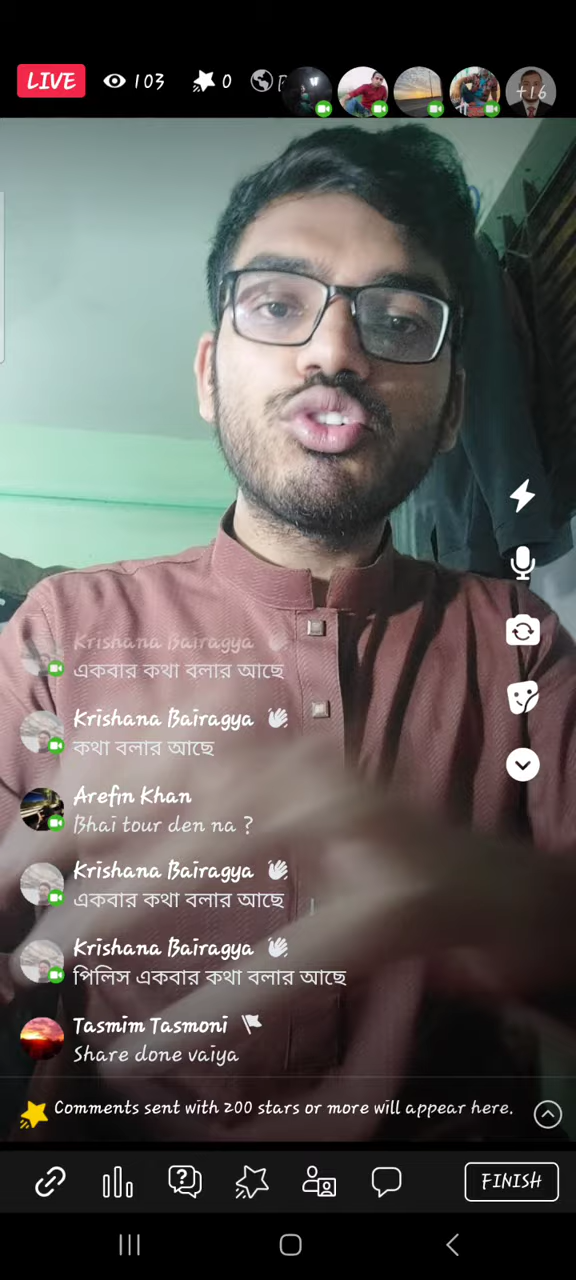 LIVE 103 0
+16
Krishana Bairagya
একবার কথা বলার আছে
Krishana Bairagya
কথা বলার আছে
Arefin Khan
Bhai tour den na ?
Krishana Bairagya
একবার কথা বলার আছে
Krishana Bairagya
পিলিস একবার কথা বলার আছে
Tasmim Tasmoni
Share done vaiya
Comments sent with 200 stars or more will appear here.
FINISH